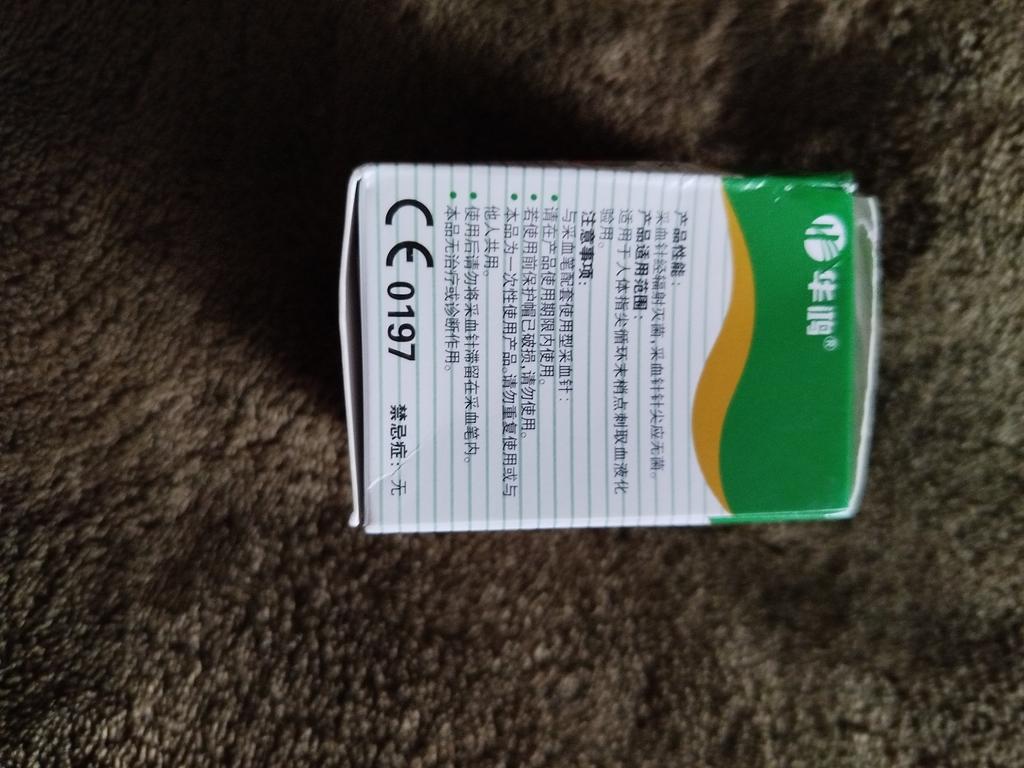 华鸿®
产品性能：
采血针经辐射灭菌，采血针针尖应无菌。
产品适用范围：
适用于人体指尖循环末梢点刺取血液化
验用。
注意事项：
与采血笔配套使用型采血针：
• 请在产品使用期限内使用。
• 若使用前保护帽已破损，请勿使用。
• 本品为一次性使用产品。请勿重复使用或与
他人共用。
• 使用后请勿将采血针滞留在采血笔内。
• 本品无治疗或诊断作用。
CE 0197 禁忌症：无